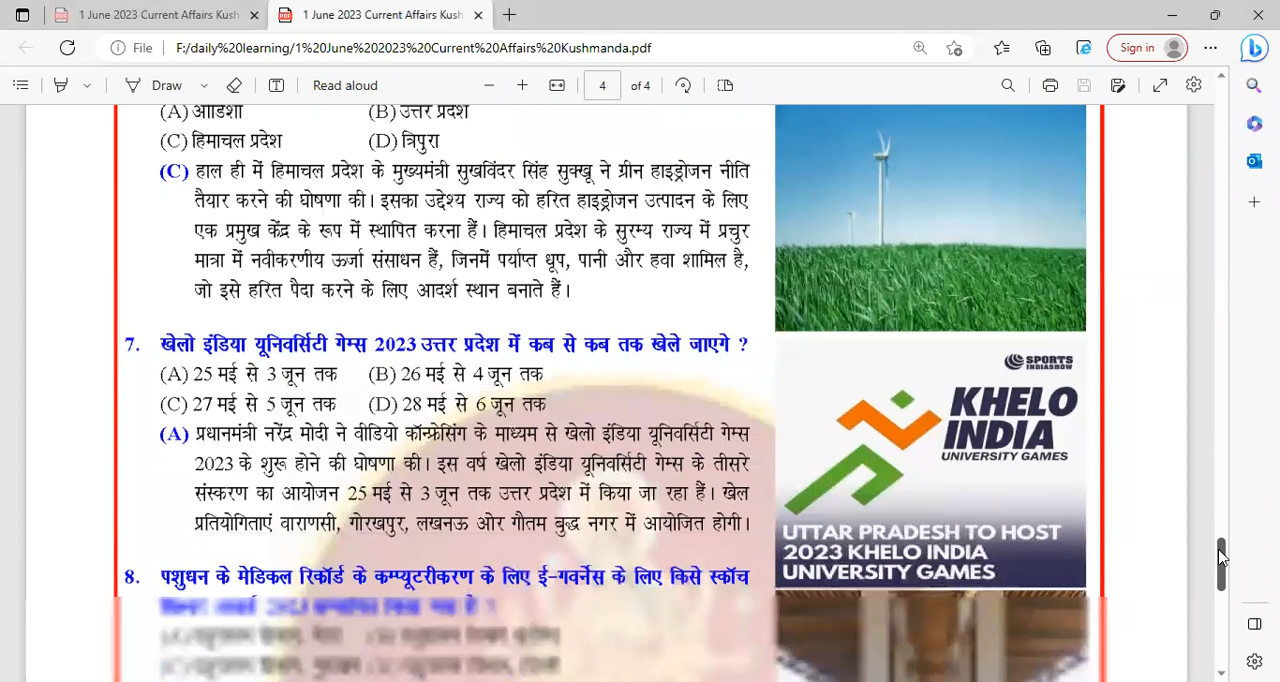 1 June 2023 Current Affairs Kush
1 June 2023 Current Affairs Kush
File
F:/daily%20learning/1%20June%202023%20Current%20Affairs%20Kushmanda.pdf
Sign in
Draw
Read aloud
4
of 4
(A) ओडिशा (B) उत्तर प्रदेश
(C) हिमाचल प्रदेश (D) त्रिपुरा
(C) हाल ही में हिमाचल प्रदेश के मुख्यमंत्री सुखविंदर सिंह सुक्खू ने ग्रीन हाइड्रोजन नीति
तैयार करने की घोषणा की। इसका उद्देश्य राज्य को हरित हाइड्रोजन उत्पादन के लिए
एक प्रमुख केंद्र के रूप में स्थापित करना हैं। हिमाचल प्रदेश के सुरम्य राज्य में प्रचुर
मात्रा में नवीकरणीय ऊर्जा संसाधन हैं, जिनमें पर्याप्त धूप, पानी और हवा शामिल है,
जो इसे हरित पैदा करने के लिए आदर्श स्थान बनाते हैं।
7. खेलो इंडिया यूनिवर्सिटी गेम्स 2023 उत्तर प्रदेश में कब से कब तक खेले जाएगे ?
(A) 25 मई से 3 जून तक (B) 26 मई से 4 जून तक
(C) 27 मई से 5 जून तक (D) 28 मई से 6 जून तक
(A) प्रधानमंत्री नरेंद्र मोदी ने वीडियो कॉन्फ्रेसिंग के माध्यम से खेलो इंडिया यूनिवर्सिटी गेम्स
2023 के शुरू होने की घोषणा की। इस वर्ष खेलो इंडिया यूनिवर्सिटी गेम्स के तीसरे
संस्करण का आयोजन 25 मई से 3 जून तक उत्तर प्रदेश में किया जा रहा हैं। खेल
प्रतियोगिताएं वाराणसी, गोरखपुर, लखनऊ ओर गौतम बुद्ध नगर में आयोजित होगी।
SPORTS
INDIASHOW
KHELO
INDIA
UNIVERSITY GAMES
UTTAR PRADESH TO HOST
2023 KHELO INDIA
UNIVERSITY GAMES
8. पशुधन के मेडिकल रिकॉर्ड के कम्प्यूटरीकरण के लिए ई-गवर्नेस के लिए किसे स्कॉच